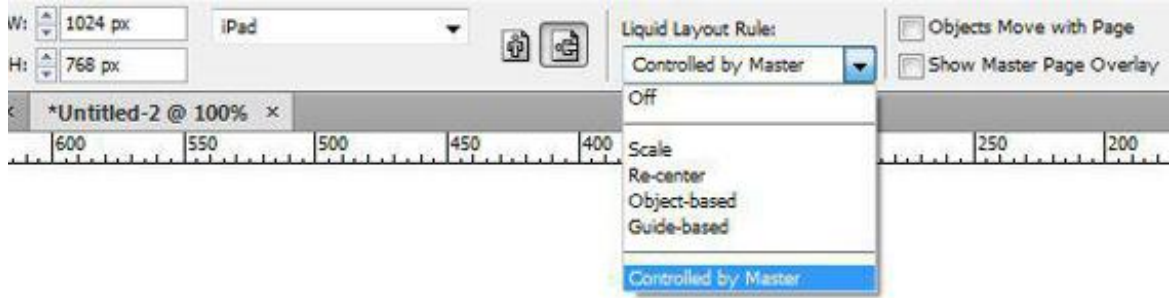 W: 1024 px iPad Liquid Layout Rule: Objects Move with Page
H: 768 px Controlled by Master Show Master Page Overlay
*Untitled-2 @ 100% ×
Off
600 550 500 450 400 250 200
Scale
Re-center
Object-based
Guide-based
Controlled by Master